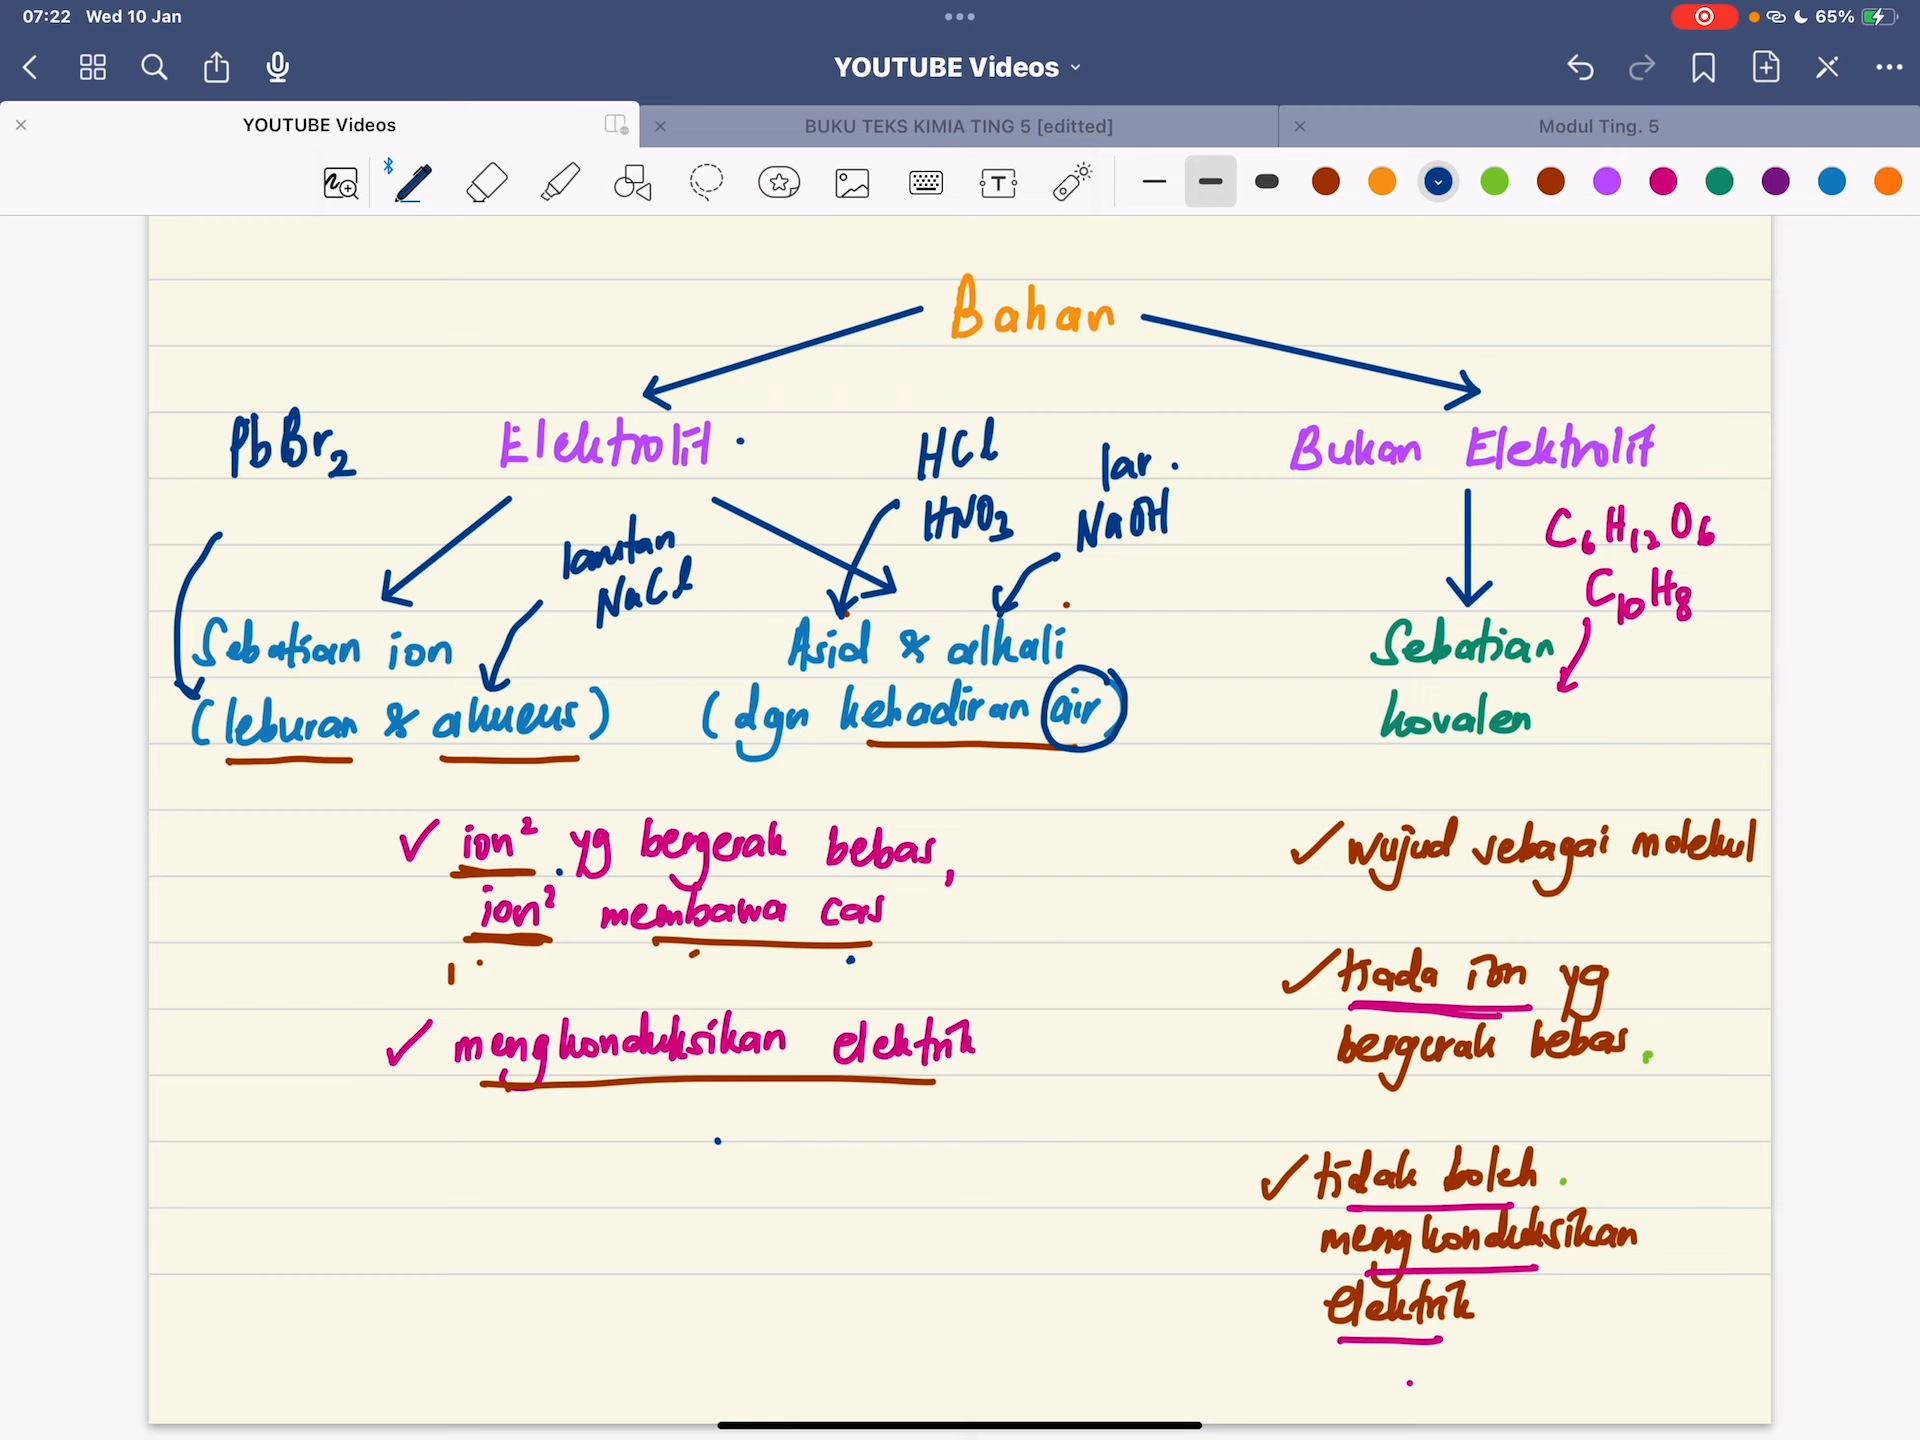 07:22 Wed 10 Jan
65%
YOUTUBE Videos
YOUTUBE Videos
BUKU TEKS KIMIA TING 5 [editted]
Modul Ting. 5
Bahan
PbBr2
Elektrolit
HCl
HNO3
lar.
NaOH
Bukan Elektrolit
larutan
NaCl
C6H12O6
C10H8
Sebatian ion
(leburan & akueus)
Asid & alkali
(dgn kehadiran air)
Sebatian
kovalen
✓ ion² yg bergerak bebas,
ion² membawa cas
✓ mengkonduksikan elektrik
✓ wujud sebagai molekul
✓ tiada ion yg
bergerak bebas.
✓ tidak boleh
mengkonduksikan
elektrik